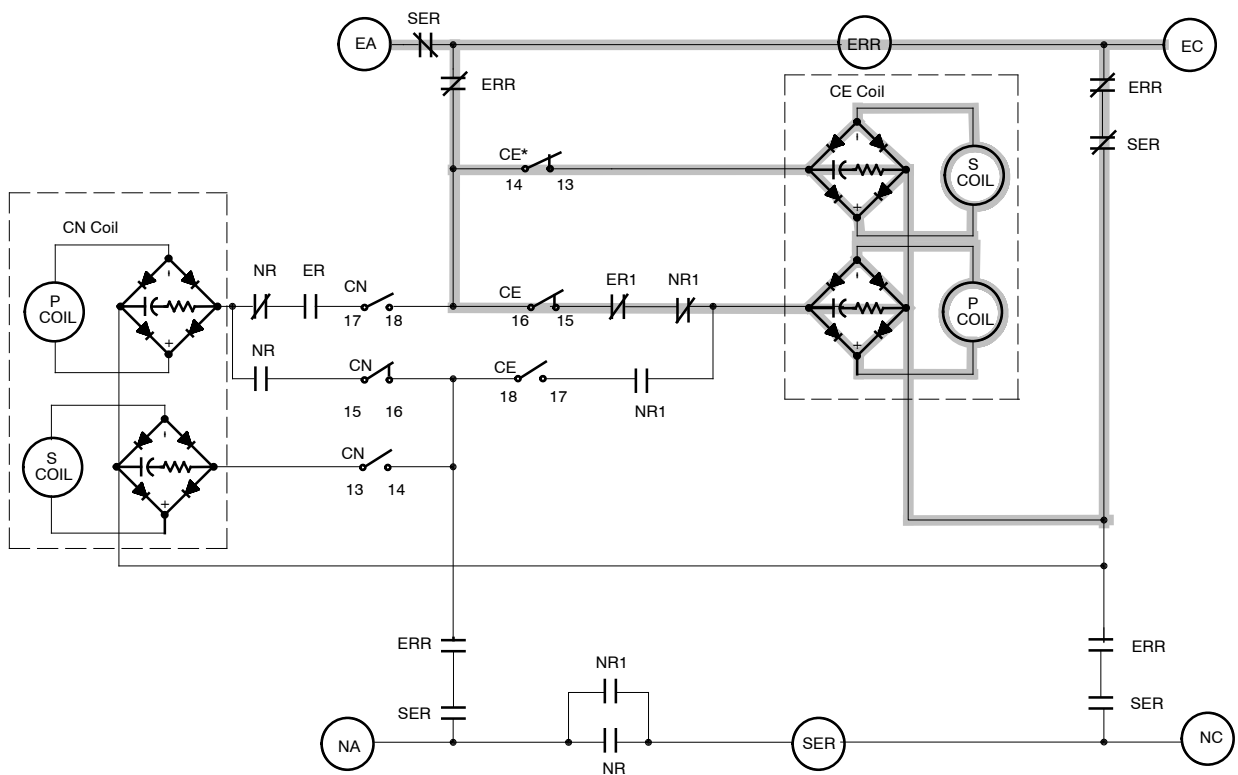 SER
EA
ERR
EC
ERR
CE Coil
ERR
SER
CE*
14 13
S
COIL
CN Coil
P
COIL
NR
ER
CN
17 18
CE
16 15
ER1
NR1
P
COIL
NR
CN
15 16
CE
18 17
NR1
S
COIL
CN
13 14
ERR
SER
NR1
NR
ERR
SER
NA
SER
NC
- + - + - + - +